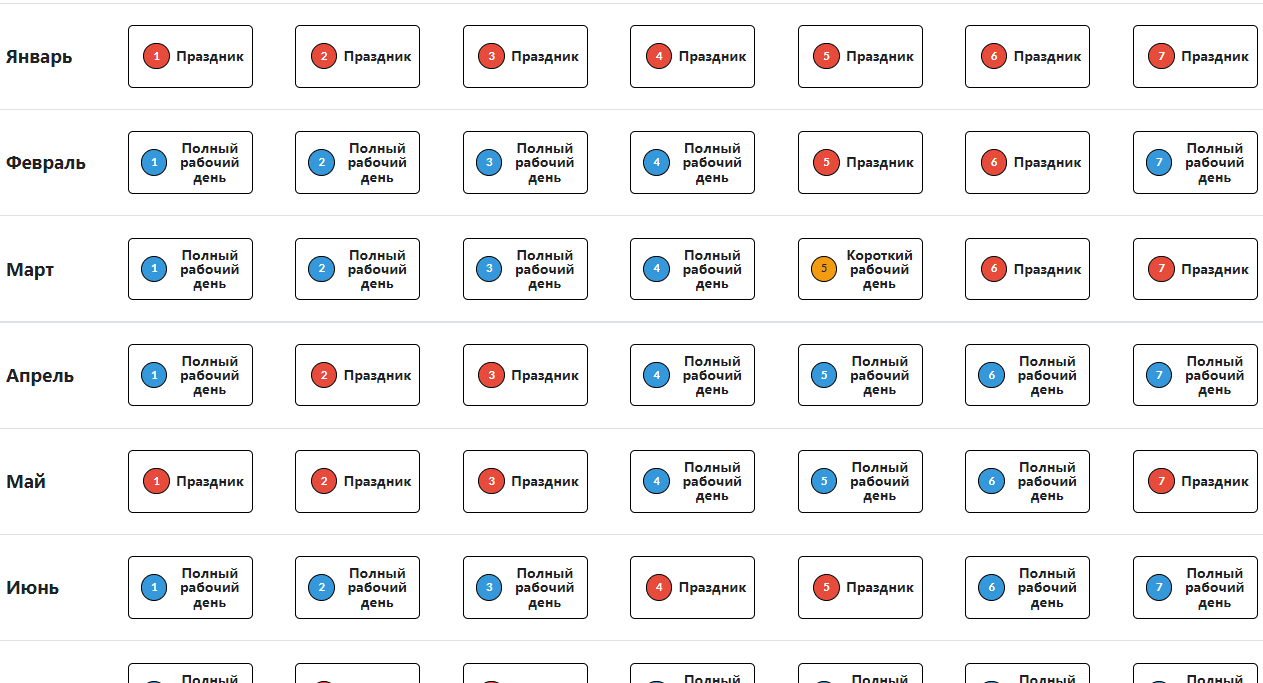 Январь 1 Праздник 2 Праздник 3 Праздник 4 Праздник 5 Праздник 6 Праздник 7 Праздник
Полный Полный Полный Полный Полный
Февраль 1 рабочий 2 рабочий 3 рабочий 4 рабочий 5 Праздник 6 Праздник 7 рабочий
день день день день день
Полный Полный Полный Полный Короткий
Март 1 рабочий 2 рабочий 3 рабочий 4 рабочий 5 рабочий 6 Праздник 7 Праздник
день день день день день
Полный Полный Полный Полный Полный
Апрель 1 рабочий 2 Праздник 3 Праздник 4 рабочий 5 рабочий 6 рабочий 7 рабочий
день день день день день
Полный Полный Полный
Май 1 Праздник 2 Праздник 3 Праздник 4 рабочий 5 рабочий 6 рабочий 7 Праздник
день день день
Полный Полный Полный Полный Полный
Июнь 1 рабочий 2 рабочий 3 рабочий 4 Праздник 5 Праздник 6 рабочий 7 рабочий
день день день день день
Полный Полный Полный Полный Полный